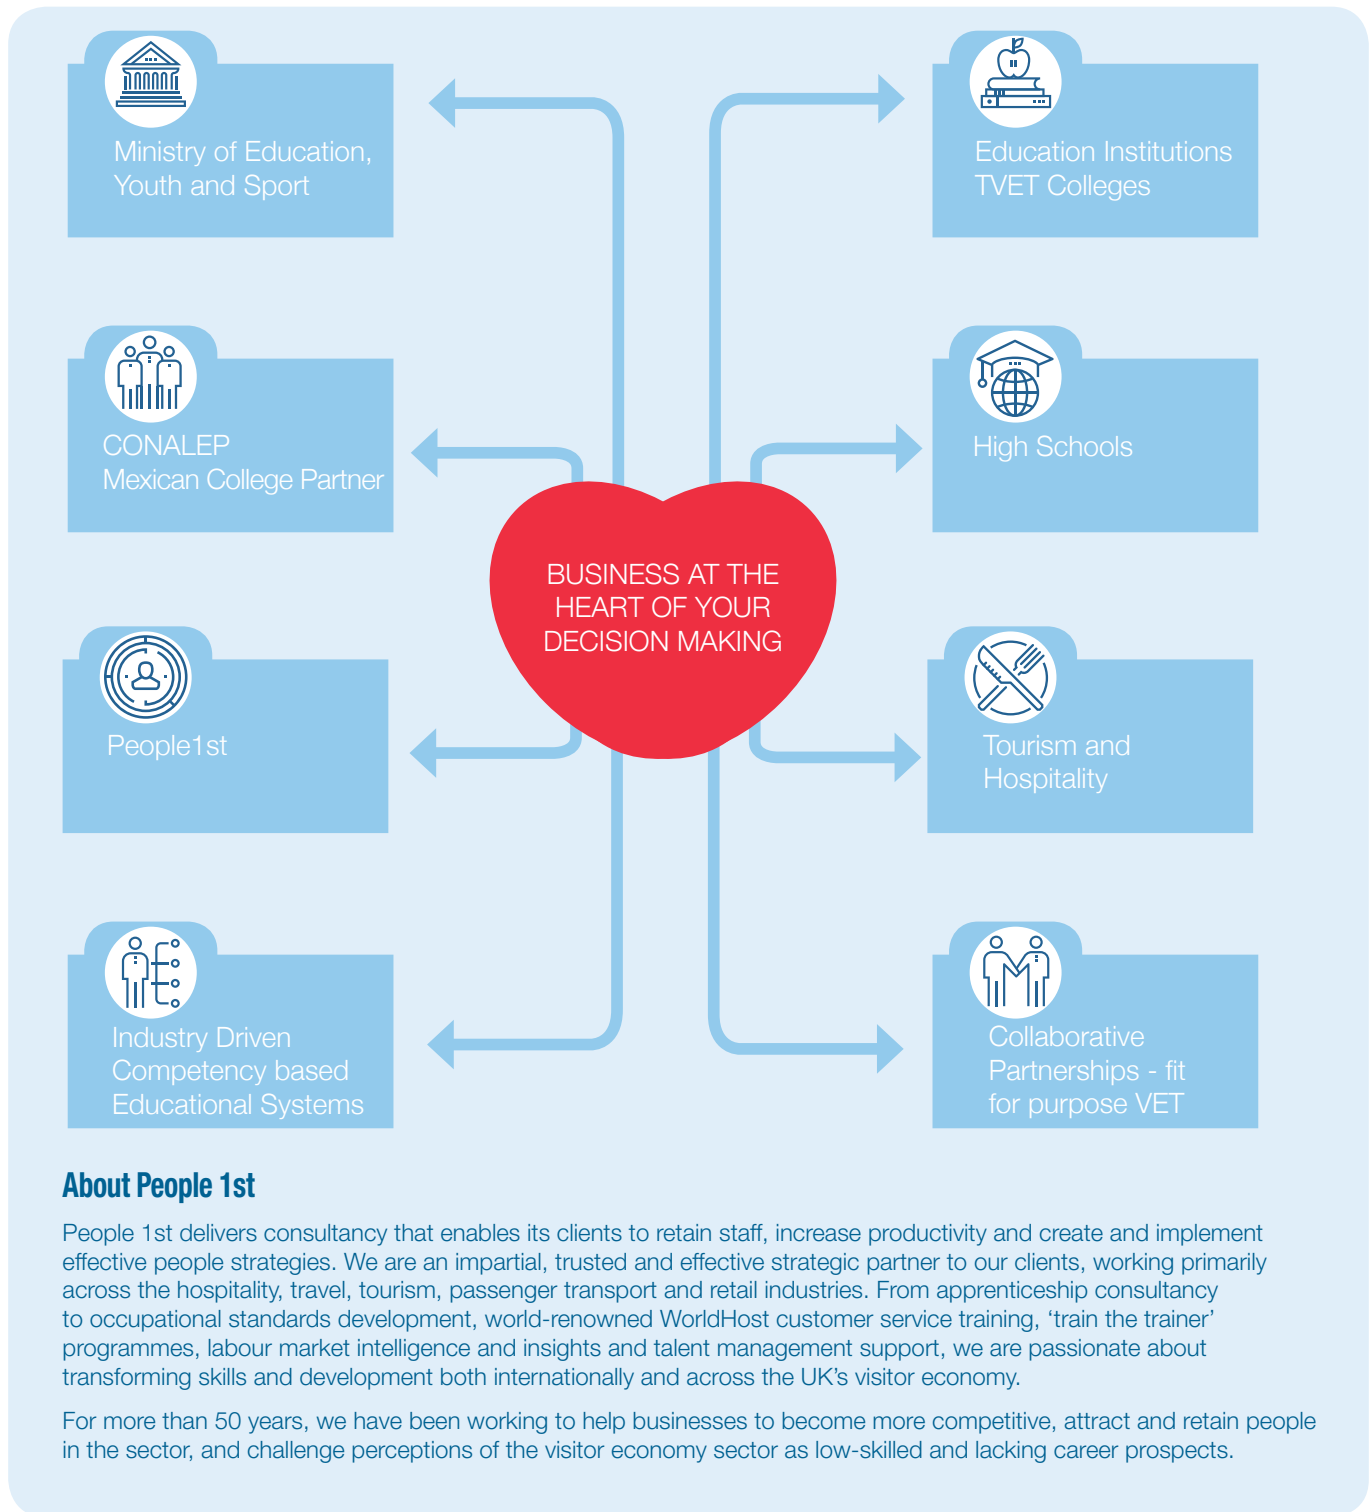 Ministry of Education,
Youth and Sport
Education Institutions
TVET Colleges
CONALEP
Mexican College Partner
High Schools
BUSINESS AT THE
HEART OF YOUR
DECISION MAKING
People1st
Tourism and
Hospitality
Industry Driven
Competency based
Educational Systems
Collaborative
Partnerships - fit
for purpose VET
About People 1st
People 1st delivers consultancy that enables its clients to retain staff, increase productivity and create and implement
effective people strategies. We are an impartial, trusted and effective strategic partner to our clients, working primarily
across the hospitality, travel, tourism, passenger transport and retail industries. From apprenticeship consultancy
to occupational standards development, world-renowned WorldHost customer service training, ‘train the trainer’
programmes, labour market intelligence and insights and talent management support, we are passionate about
transforming skills and development both internationally and across the UK’s visitor economy.
For more than 50 years, we have been working to help businesses to become more competitive, attract and retain people
in the sector, and challenge perceptions of the visitor economy sector as low-skilled and lacking career prospects.